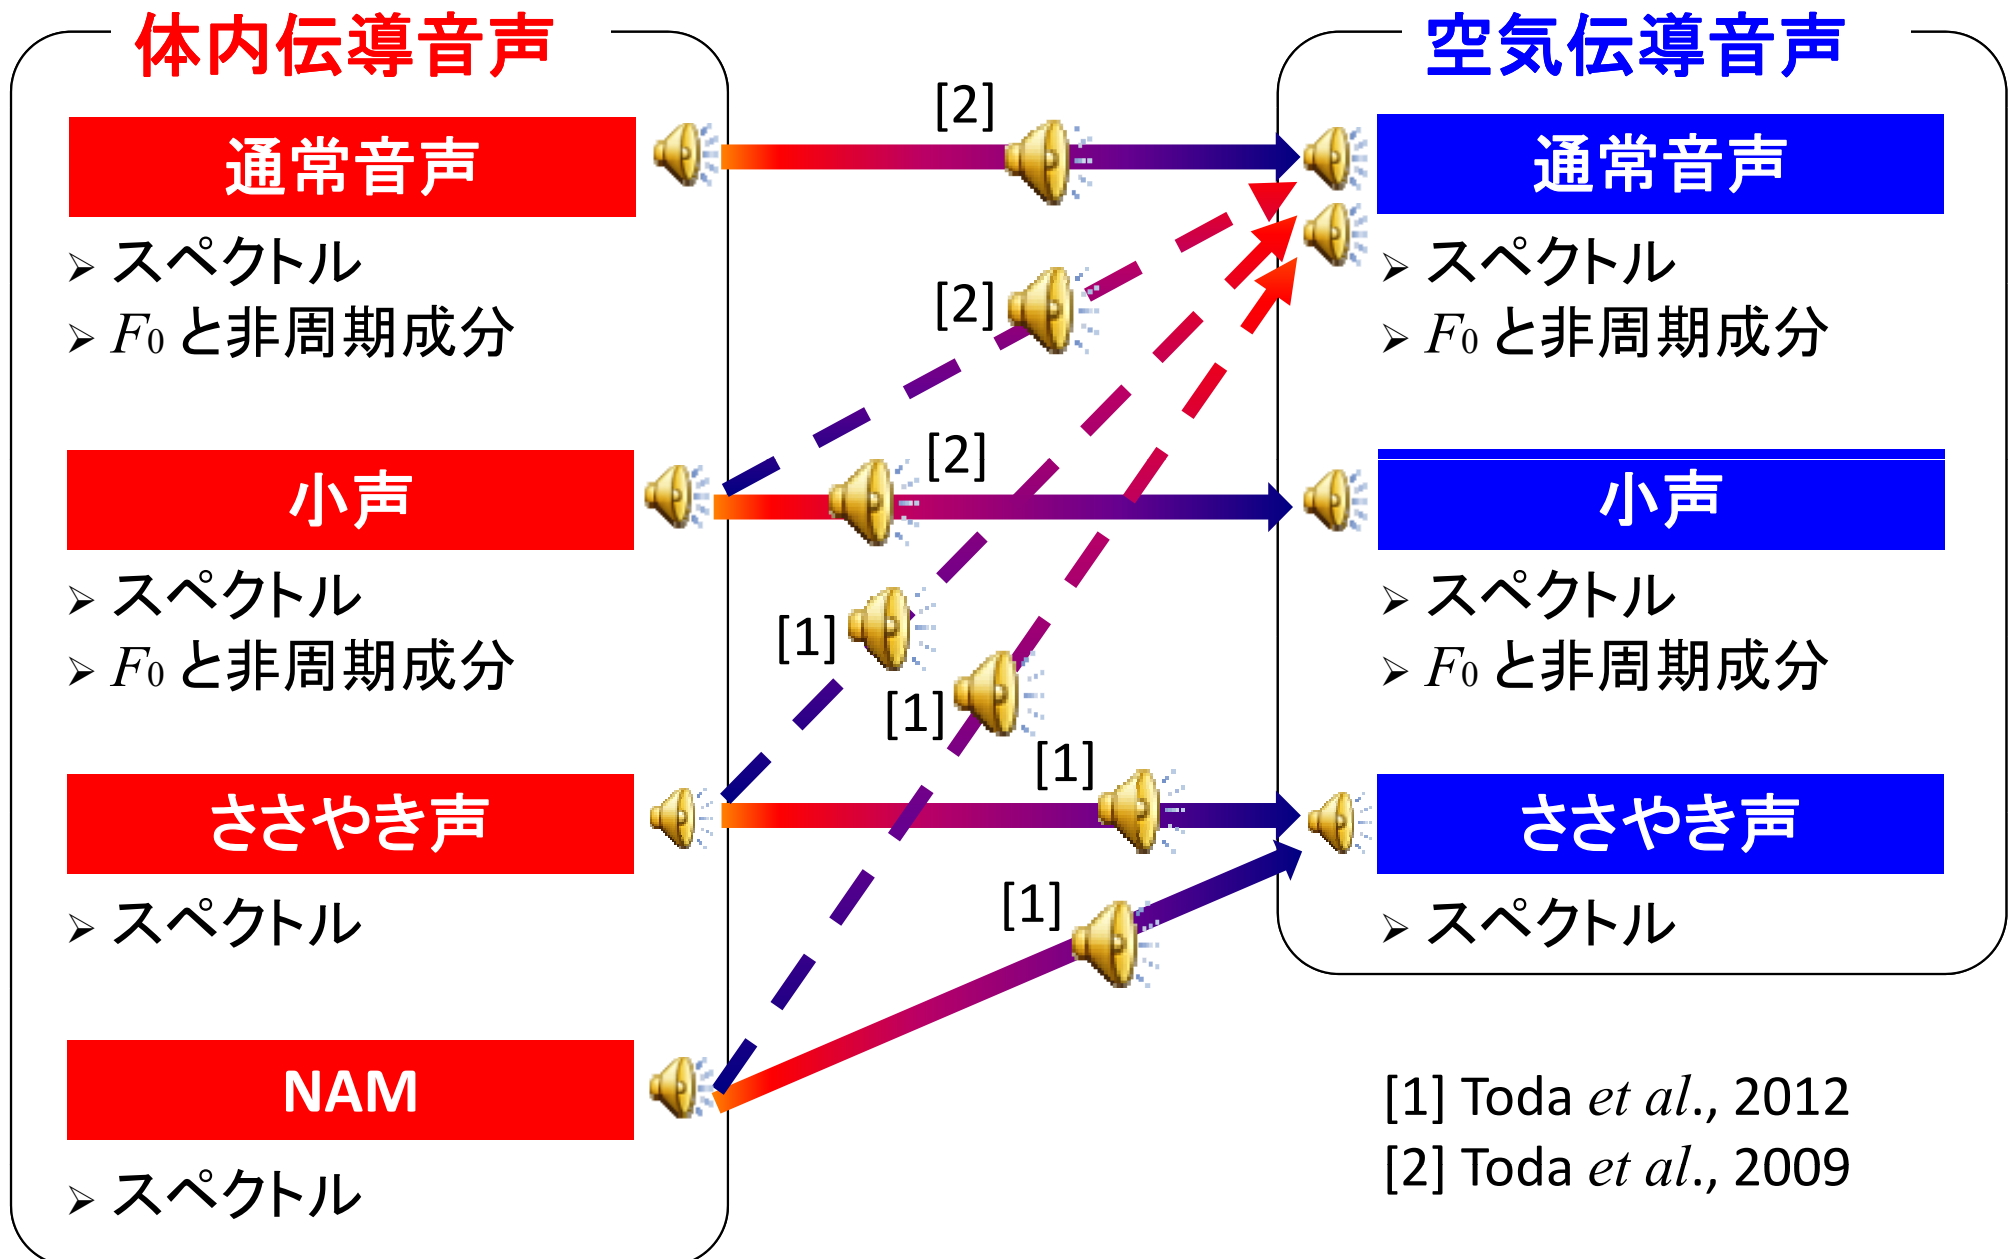 体内伝導音声
通常音声
スペクトル
F0 と非周期成分
小声
スペクトル
F0 と非周期成分
ささやき声
スペクトル
NAM
スペクトル
[2]
[2]
[2]
[1]
[1]
[1]
[1]
空気伝導音声
通常音声
スペクトル
F0 と非周期成分
小声
スペクトル
F0 と非周期成分
ささやき声
スペクトル
[1] Toda et al., 2012
[2] Toda et al., 2009